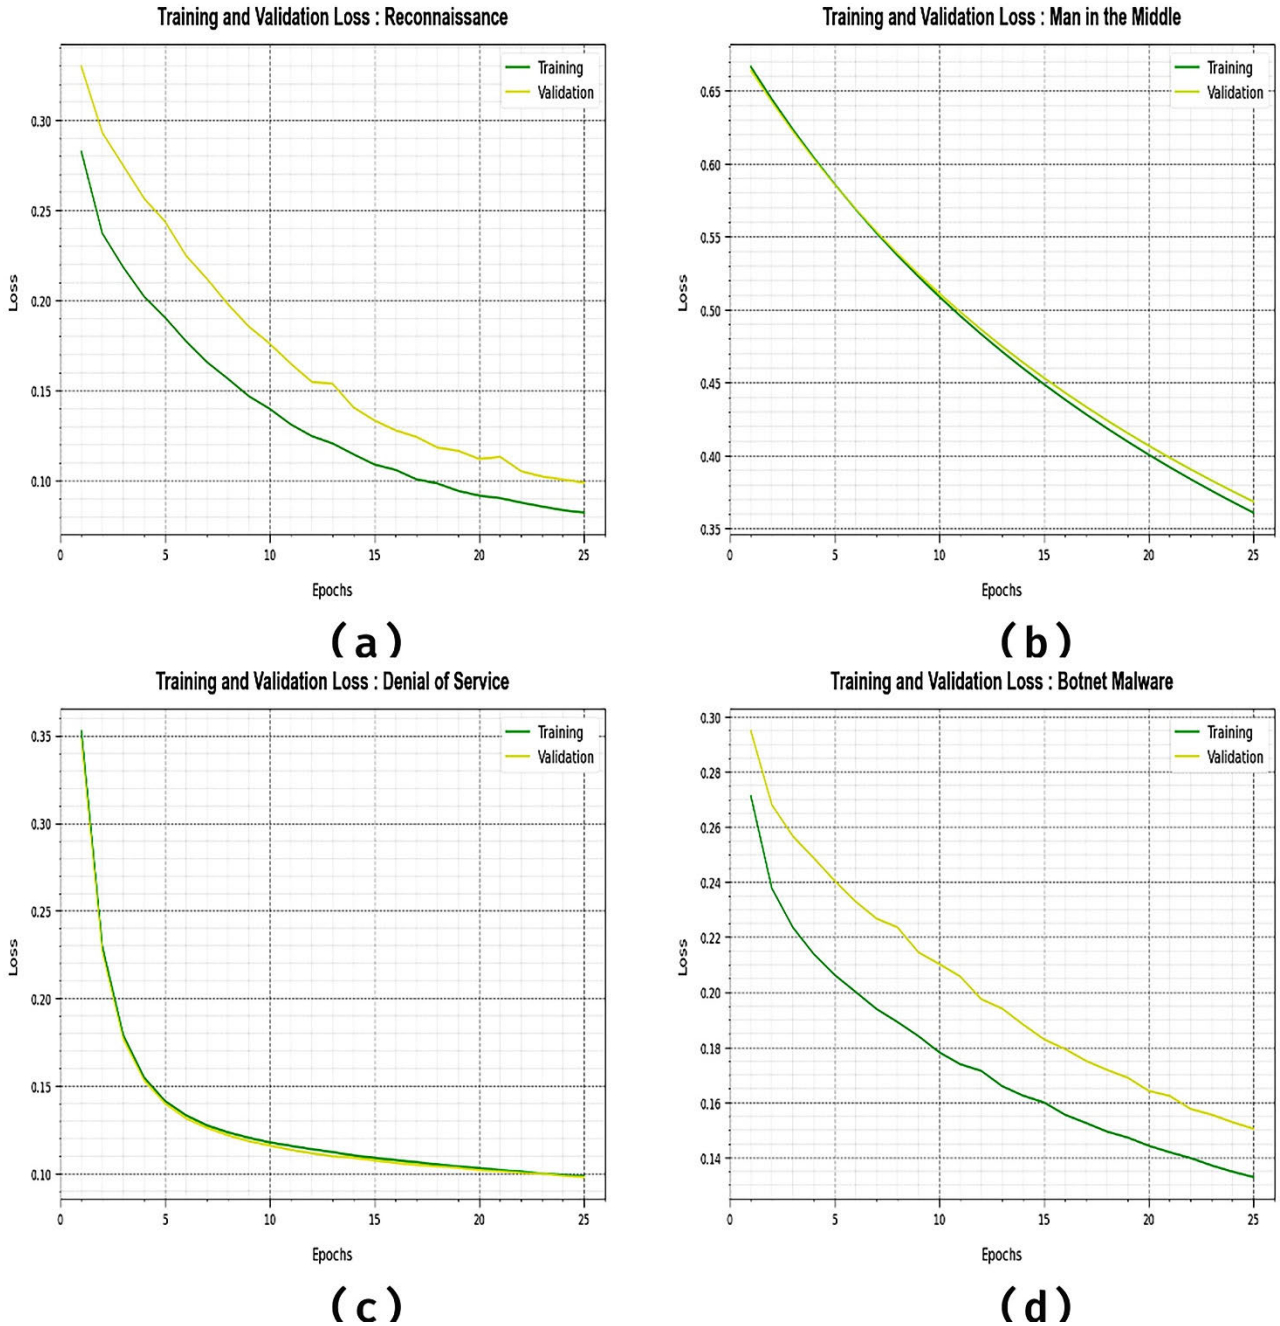 Training and Validation Loss : Reconnaissance
Training
Validation
0.30
0.25
0.20
0.15
0.10
Loss
0 5 10 15 20 25
Epochs
(a)
Training and Validation Loss : Man in the Middle
Training
Validation
0.65
0.60
0.55
0.50
0.45
0.40
0.35
Loss
0 5 10 15 20 25
Epochs
(b)
Training and Validation Loss : Denial of Service
Training
Validation
0.35
0.30
0.25
0.20
0.15
0.10
Loss
0 5 10 15 20 25
Epochs
(c)
Training and Validation Loss : Botnet Malware
Training
Validation
0.30
0.28
0.26
0.24
0.22
0.20
0.18
0.16
0.14
Loss
0 5 10 15 20 25
Epochs
(d)